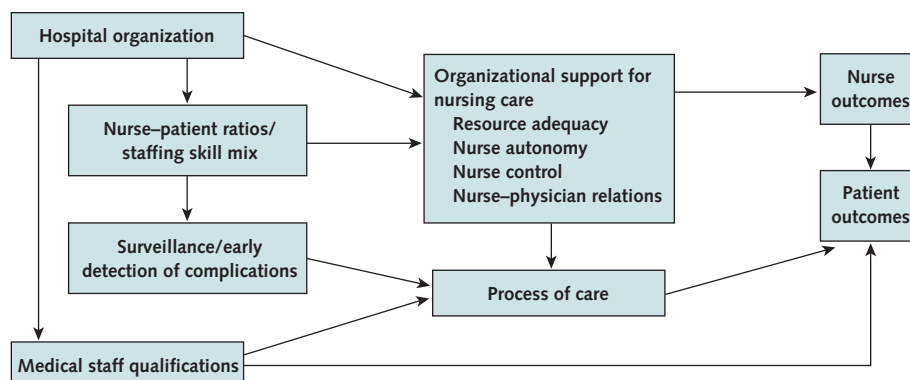 Hospital organization
Nurse–patient ratios/
staffing skill mix
Surveillance/early
detection of complications
Medical staff qualifications
Organizational support for
nursing care
Resource adequacy
Nurse autonomy
Nurse control
Nurse–physician relations
Process of care
Nurse
outcomes
Patient
outcomes